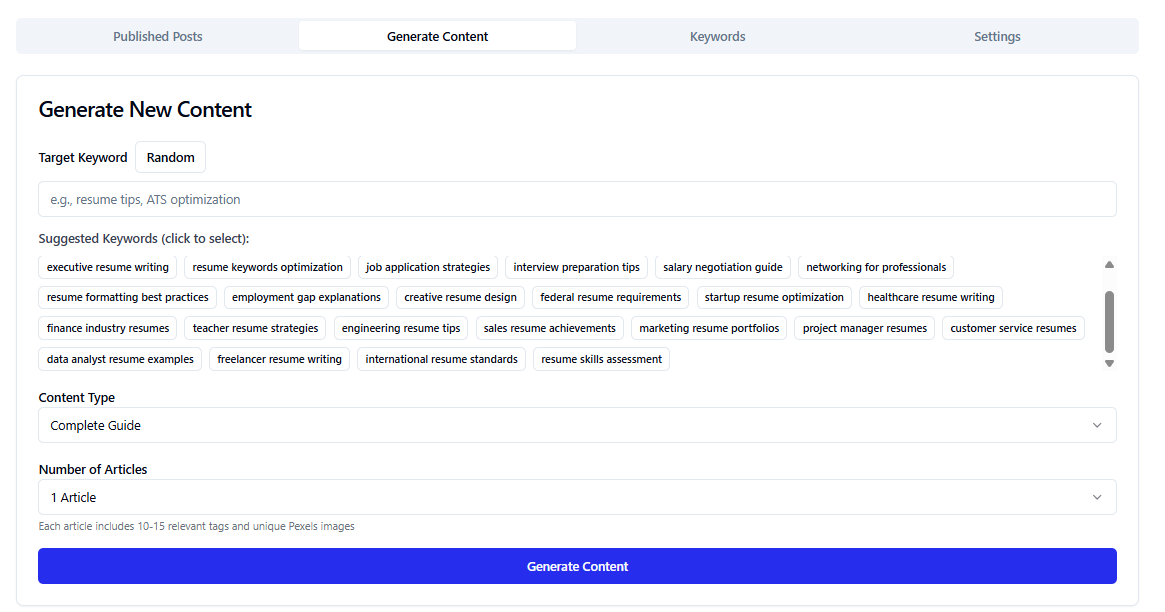 Published Posts Generate Content Keywords Settings
Generate New Content
Target Keyword Random
e.g., resume tips, ATS optimization
Suggested Keywords (click to select):
executive resume writing resume keywords optimization job application strategies interview preparation tips salary negotiation guide networking for professionals
resume formatting best practices employment gap explanations creative resume design federal resume requirements startup resume optimization healthcare resume writing
finance industry resumes teacher resume strategies engineering resume tips sales resume achievements marketing resume portfolios project manager resumes customer service resumes
data analyst resume examples freelancer resume writing international resume standards resume skills assessment
Content Type
Complete Guide
Number of Articles
1 Article
Each article includes 10-15 relevant tags and unique Pexels images
Generate Content